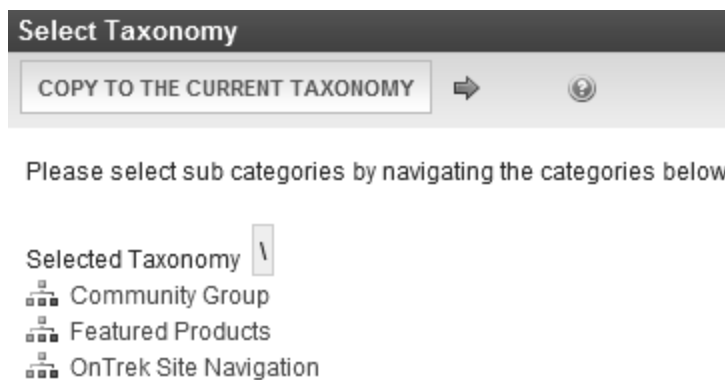 Select Taxonomy
COPY TO THE CURRENT TAXONOMY
Please select sub categories by navigating the categories below
Selected Taxonomy \
Community Group
Featured Products
OnTrek Site Navigation